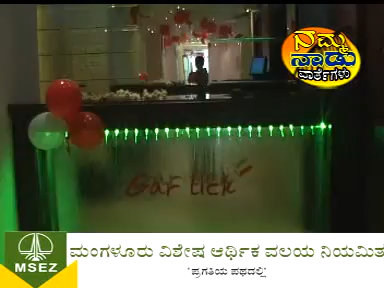 ನಮ್ಮ
ನಾಡು
ವಾರ್ತೆಗಳು
MSEZ
ಮಂಗಳೂರು ವಿಶೇಷ ಆರ್ಥಿಕ ವಲಯ ನಿಯಮಿತ
"ಪ್ರಗತಿಯ ಪಥದಲ್ಲಿ"